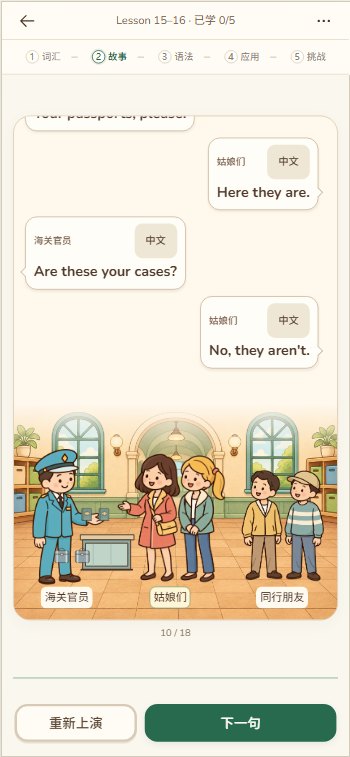 Lesson 15–16 · 已学 0/5
1 词汇 – 2 故事 – 3 语法 – 4 应用 – 5 挑战
Your passports, please.
姑娘们 中文
Here they are.
海关官员 中文
Are these your cases?
姑娘们 中文
No, they aren't.
海关官员 姑娘们 同行朋友
10 / 18
重新上演 下一句